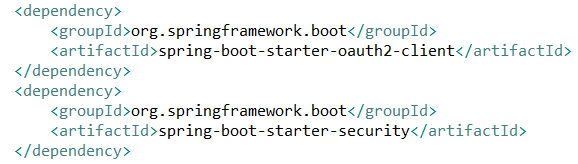 <dependency>
    <groupId>org.springframework.boot</groupId>
    <artifactId>spring-boot-starter-oauth2-client</artifactId>
</dependency>
<dependency>
    <groupId>org.springframework.boot</groupId>
    <artifactId>spring-boot-starter-security</artifactId>
</dependency>